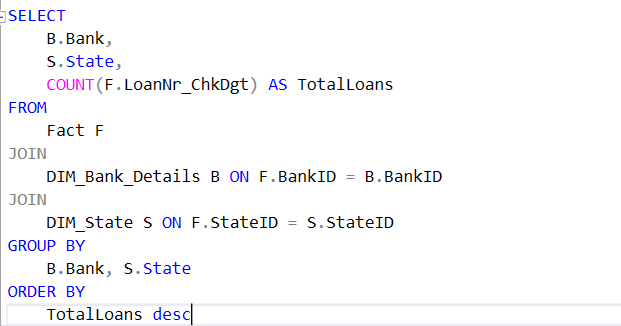 SELECT
B.Bank,
S.State,
COUNT(F.LoanNr_ChkDgt) AS TotalLoans
FROM
Fact F
JOIN
DIM_Bank_Details B ON F.BankID = B.BankID
JOIN
DIM_State S ON F.StateID = S.StateID
GROUP BY
B.Bank, S.State
ORDER BY
TotalLoans desc